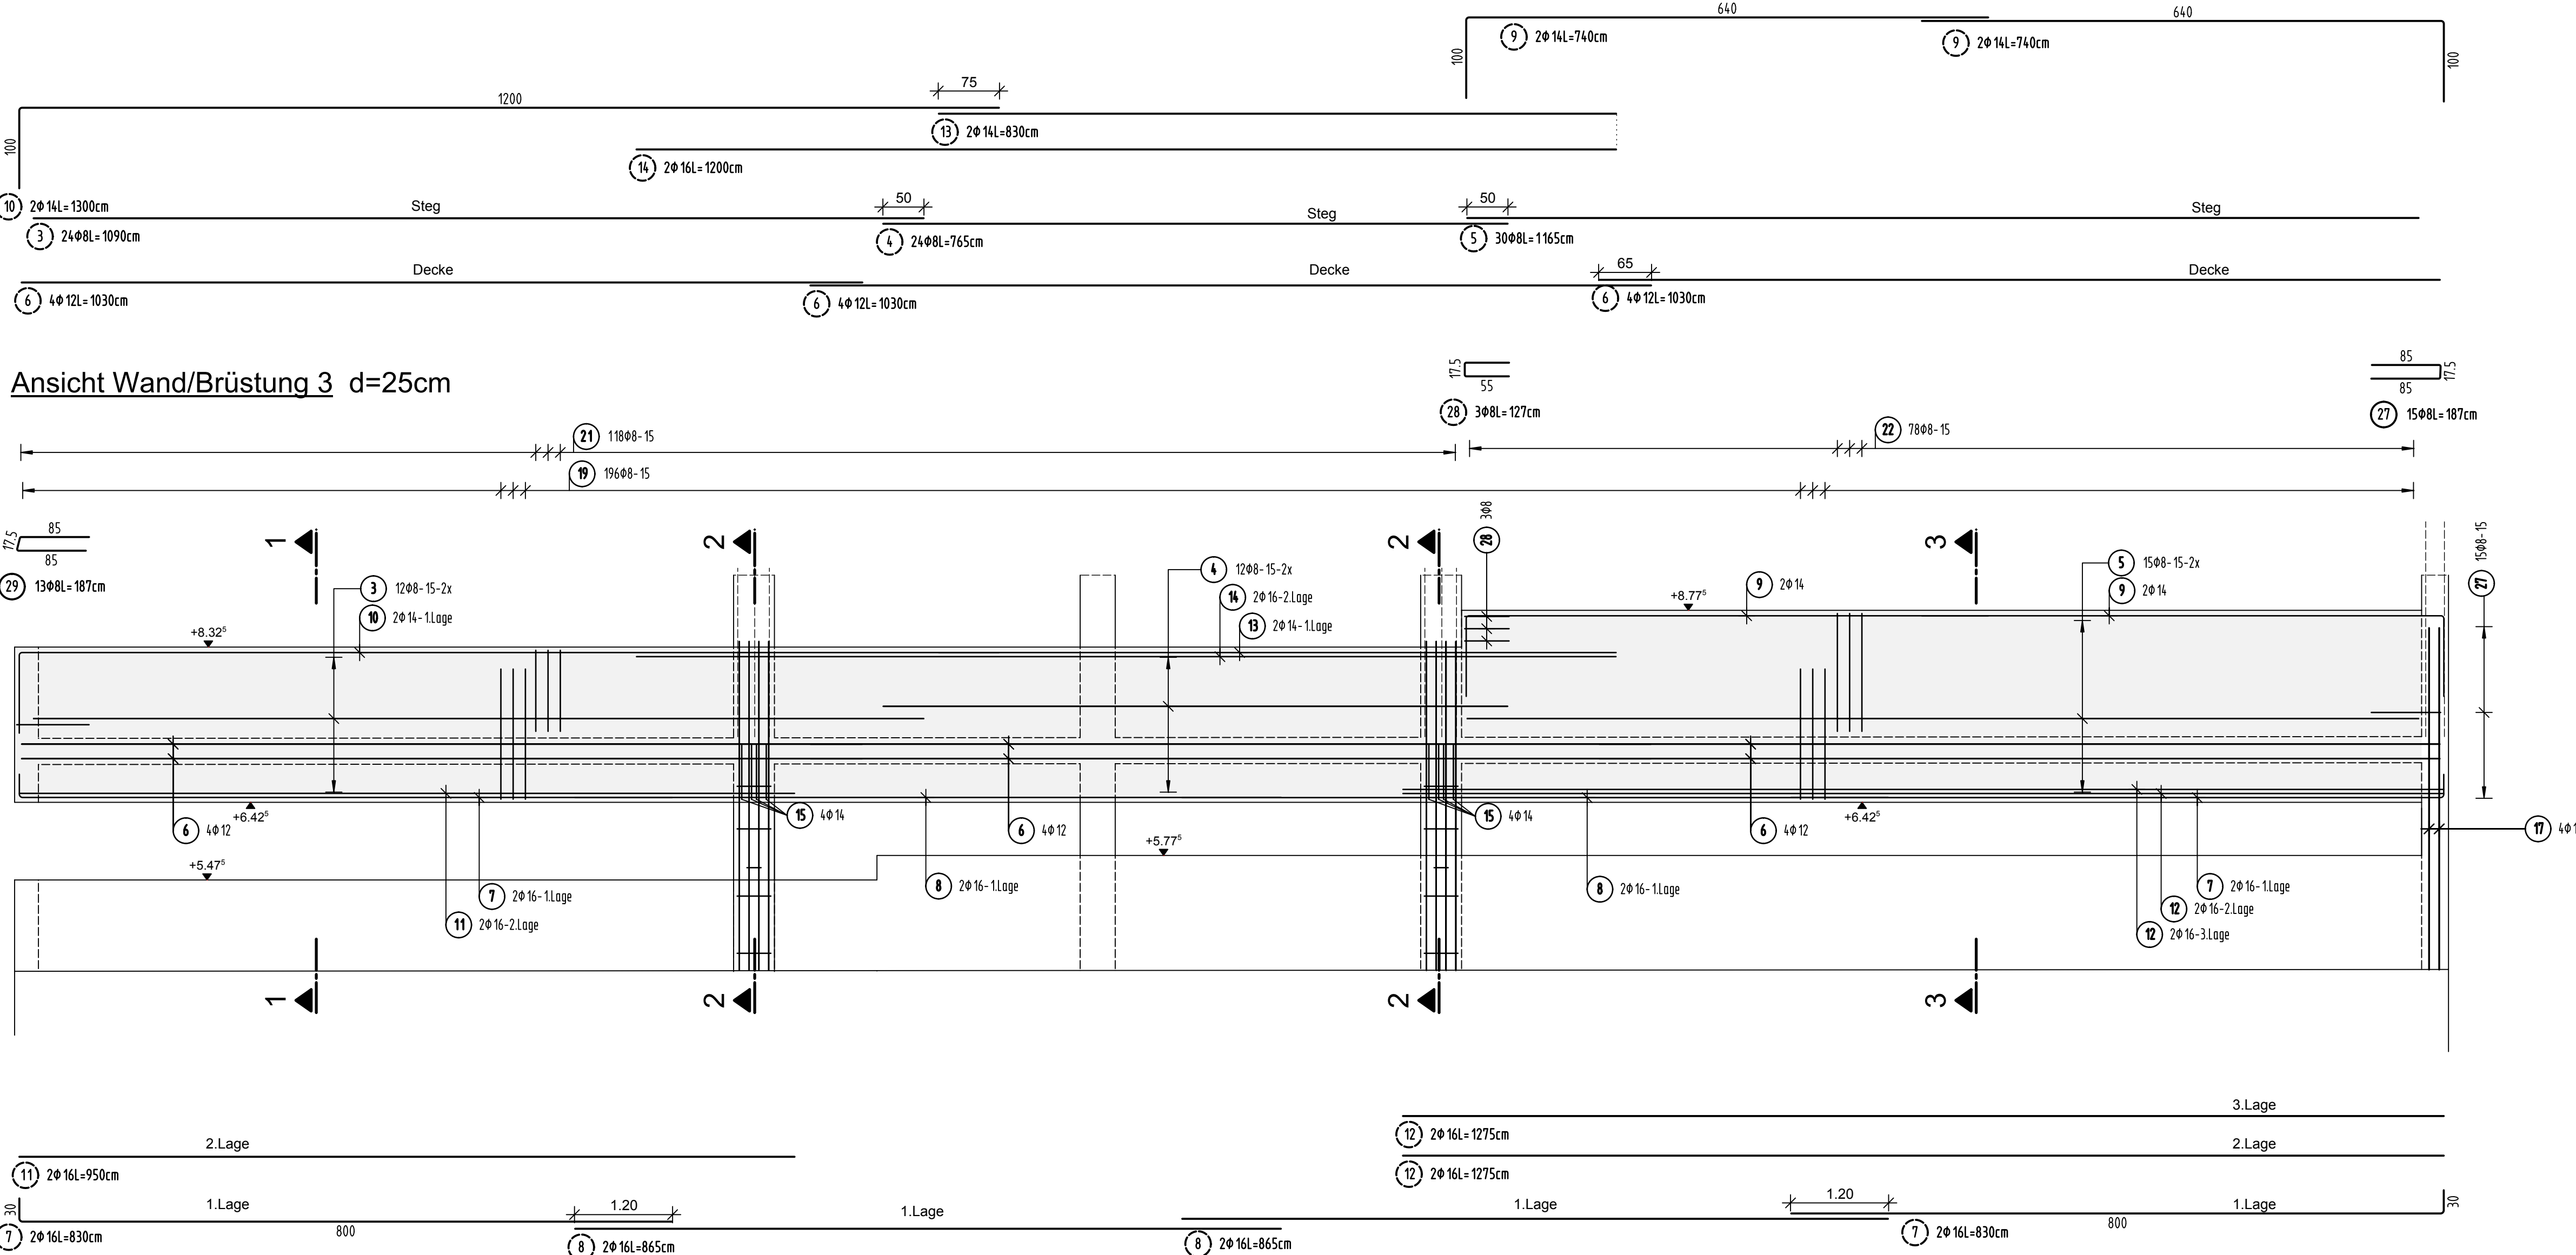 640
640
9 2Φ14L=740cm
9 2Φ14L=740cm
100
100
75
1200
100
13 2Φ14L=830cm
14 2Φ16L=1200cm
10 2Φ14L=1300cm
Steg
50
Steg
50
Steg
3 24Φ8L=1090cm
4 24Φ8L=765cm
5 30Φ8L=1165cm
Decke
Decke
65
Decke
6 4Φ12L=1030cm
6 4Φ12L=1030cm
6 4Φ12L=1030cm
Ansicht Wand/Brüstung 3 d=25cm
17.5
55
28 3Φ8L=127cm
85
17.5
85
27 15Φ8L=187cm
21 118Φ8-15
22 78Φ8-15
19 196Φ8-15
85
17.5
85
29 13Φ8L=187cm
1
2
2
28 3Φ8
3
27 15Φ8-15
3 12Φ8-15-2x
10 2Φ14-1.Lage
4 12Φ8-15-2x
14 2Φ16-2.Lage
13 2Φ14-1.Lage
9 2Φ14
5 15Φ8-15-2x
9 2Φ14
+8.32⁵
+8.77⁵
6 4Φ12
+6.42⁵
15 4Φ14
6 4Φ12
15 4Φ14
6 4Φ12
+6.42⁵
17
+5.47⁵
+5.77⁵
7 2Φ16-1.Lage
11 2Φ16-2.Lage
8 2Φ16-1.Lage
8 2Φ16-1.Lage
7 2Φ16-1.Lage
12 2Φ16-2.Lage
12 2Φ16-3.Lage
1
2
2
3
3.Lage
12 2Φ16L=1275cm
2.Lage
2.Lage
11 2Φ16L=950cm
12 2Φ16L=1275cm
30
1.Lage
1.20
1.Lage
1.Lage
1.20
1.Lage
30
7 2Φ16L=830cm
800
8 2Φ16L=865cm
8 2Φ16L=865cm
7 2Φ16L=830cm
800